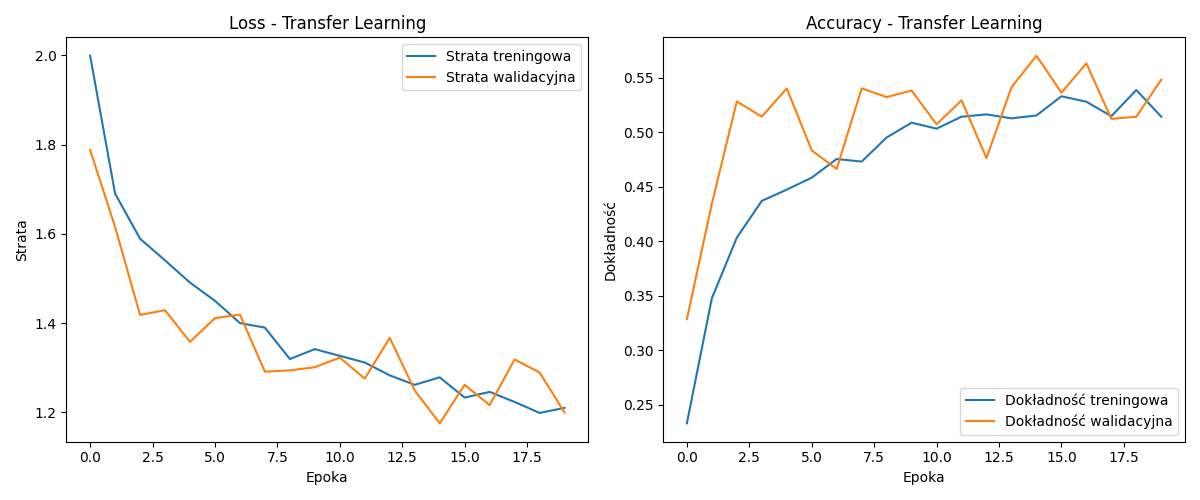 Loss - Transfer Learning
Strata treningowa
Strata walidacyjna
2.0
1.8
1.6
1.4
1.2
Strata
0.0 2.5 5.0 7.5 10.0 12.5 15.0 17.5
Epoka
Accuracy - Transfer Learning
0.55
0.50
0.45
0.40
0.35
0.30
0.25
Dokładność
Dokładność treningowa
Dokładność walidacyjna
0.0 2.5 5.0 7.5 10.0 12.5 15.0 17.5
Epoka